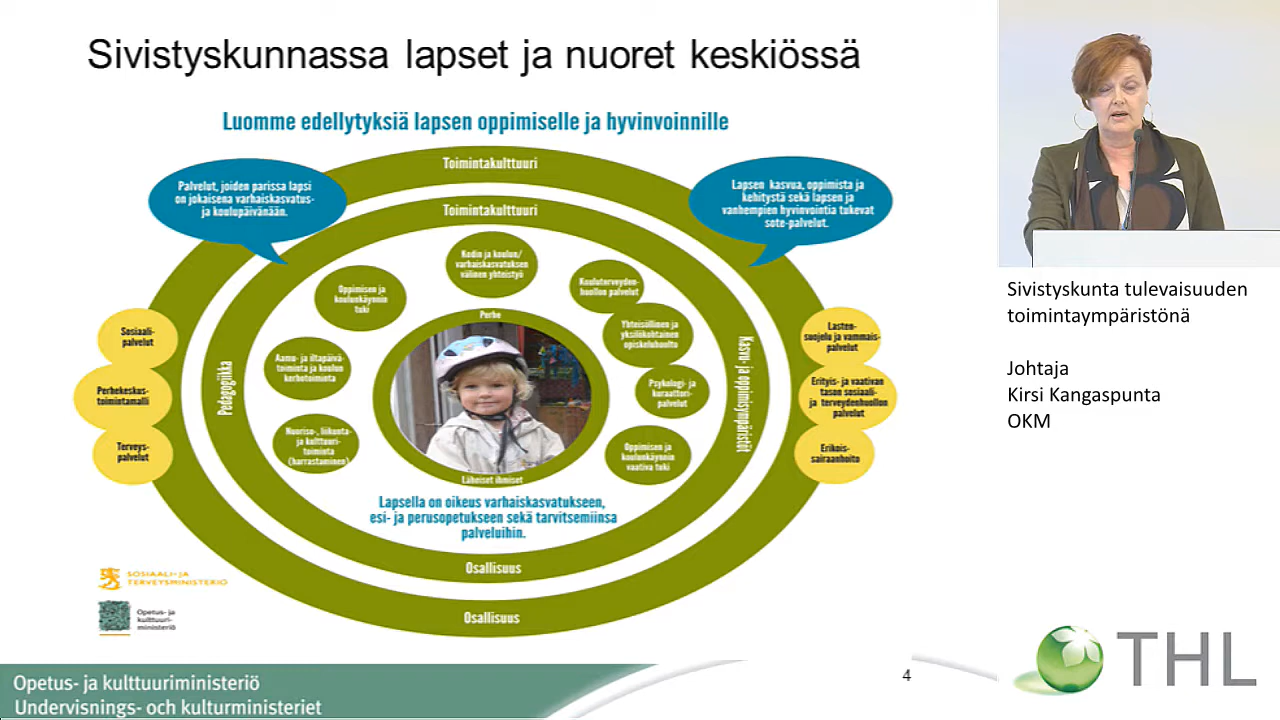 Sivistyskunnassa lapset ja nuoret keskiössä
Luomme edellytyksiä lapsen oppimiselle ja hyvinvoinnille
Palvelut, joiden parissa lapsi
on jokaisena varhaiskasvatus-
ja koulupäivänään.
Lapsen kasvua, oppimista ja
kehitystä sekä lapsen ja
vanhempien hyvinvointia tukevat
sote-palvelut.
Toimintakulttuuri
Toimintakulttuuri
Kodin ja koulun/
varhaiskasvatuksen
välinen yhteistyö
Oppimisen ja
koulunkäynnin
tuki
Kouluterveyden-
huollon palvelut
Yhteisöllinen ja
yksilökohtainen
opiskeluhuolto
Aamu- ja iltapäivä-
toiminta ja koulun
kerhotoiminta
Psykologi- ja
kuraattori-
palvelut
Nuoriso-, liikunta-
ja kulttuuri-
toiminta
(harrastaminen)
Oppimisen ja
koulunkäynnin
vaativa tuki
Perhe
Läheiset ihmiset
Pedagogiikka
Kasvu- ja oppimisympäristöt
Sosiaali-
palvelut
Perhekeskus-
toimintamalli
Terveys-
palvelut
Lasten-
suojelu ja vammais-
palvelut
Erityis- ja vaativan
tason sosiaali-
ja terveydenhuollon
palvelut
Erikois-
sairaanhoito
Lapsella on oikeus varhaiskasvatukseen,
esi- ja perusopetukseen sekä tarvitsemiinsa
palveluihin.
Osallisuus
Osallisuus
SOSIAALI- JA
TERVEYSMINISTERIÖ
Opetus- ja
kulttuuri-
ministeriö
Opetus- ja kulttuuriministeriö
Undervisnings- och kulturministeriet
4
Sivistyskunta tulevaisuuden
toimintaympäristönä
Johtaja
Kirsi Kangaspunta
OKM
THL